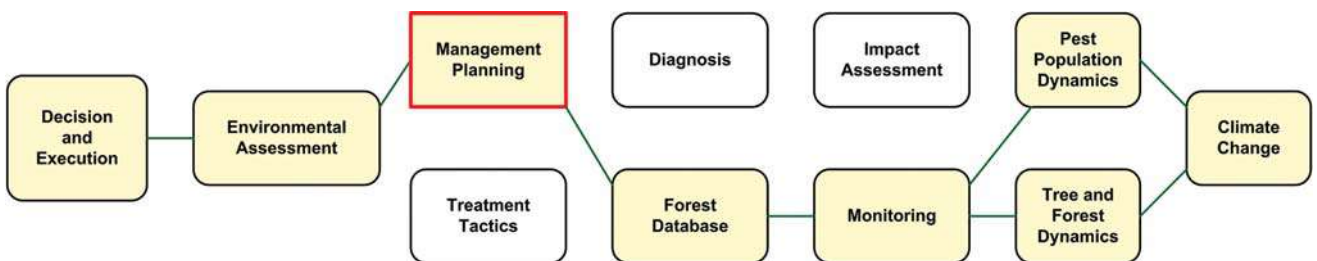 Decision
and
Execution
Environmental
Assessment
Management
Planning
Treatment
Tactics
Diagnosis
Forest
Database
Impact
Assessment
Monitoring
Pest
Population
Dynamics
Tree and
Forest
Dynamics
Climate
Change